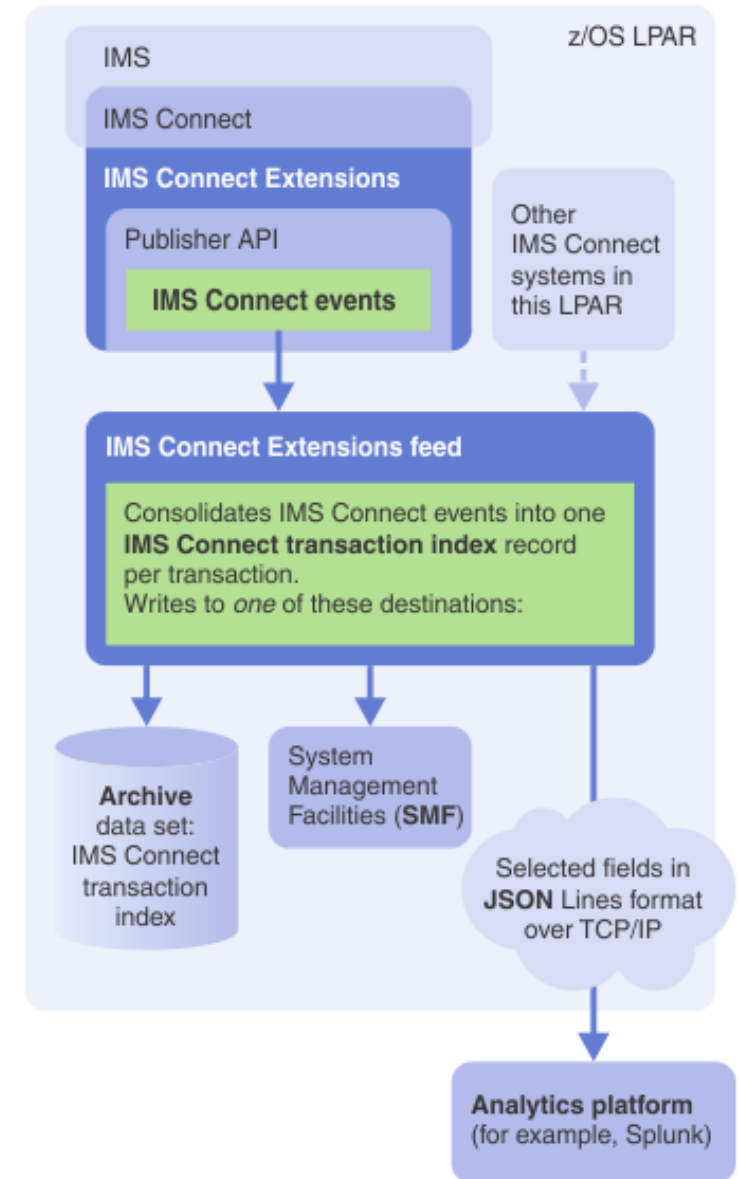 z/OS LPAR
IMS
IMS Connect
IMS Connect Extensions
Publisher API
IMS Connect events
Other
IMS Connect
systems in
this LPAR
IMS Connect Extensions feed
Consolidates IMS Connect events into one
IMS Connect transaction index record
per transaction.
Writes to one of these destinations:
Archive
data set:
IMS Connect
transaction
index
System
Management
Facilities (SMF)
Selected fields in
JSON Lines format
over TCP/IP
Analytics platform
(for example, Splunk)